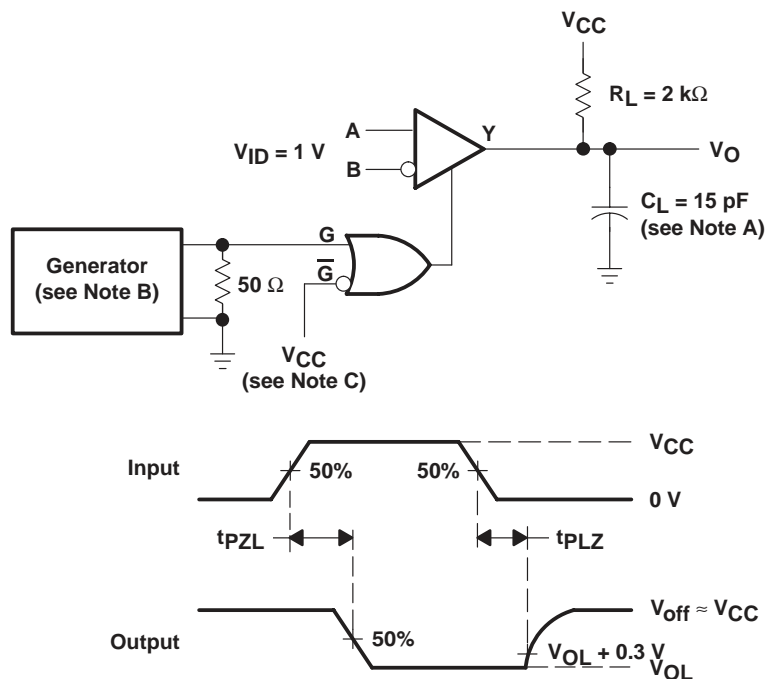 VCC
RL = 2 kΩ
A
Y
VID = 1 V
VO
B
CL = 15 pF
(see Note A)
G
Generator
(see Note B)
50 Ω
G̅
VCC
(see Note C)
VCC
Input
50%
50%
0 V
tPZL
tPLZ
Voff ≈ VCC
Output
50%
VOL + 0.3 V
VOL